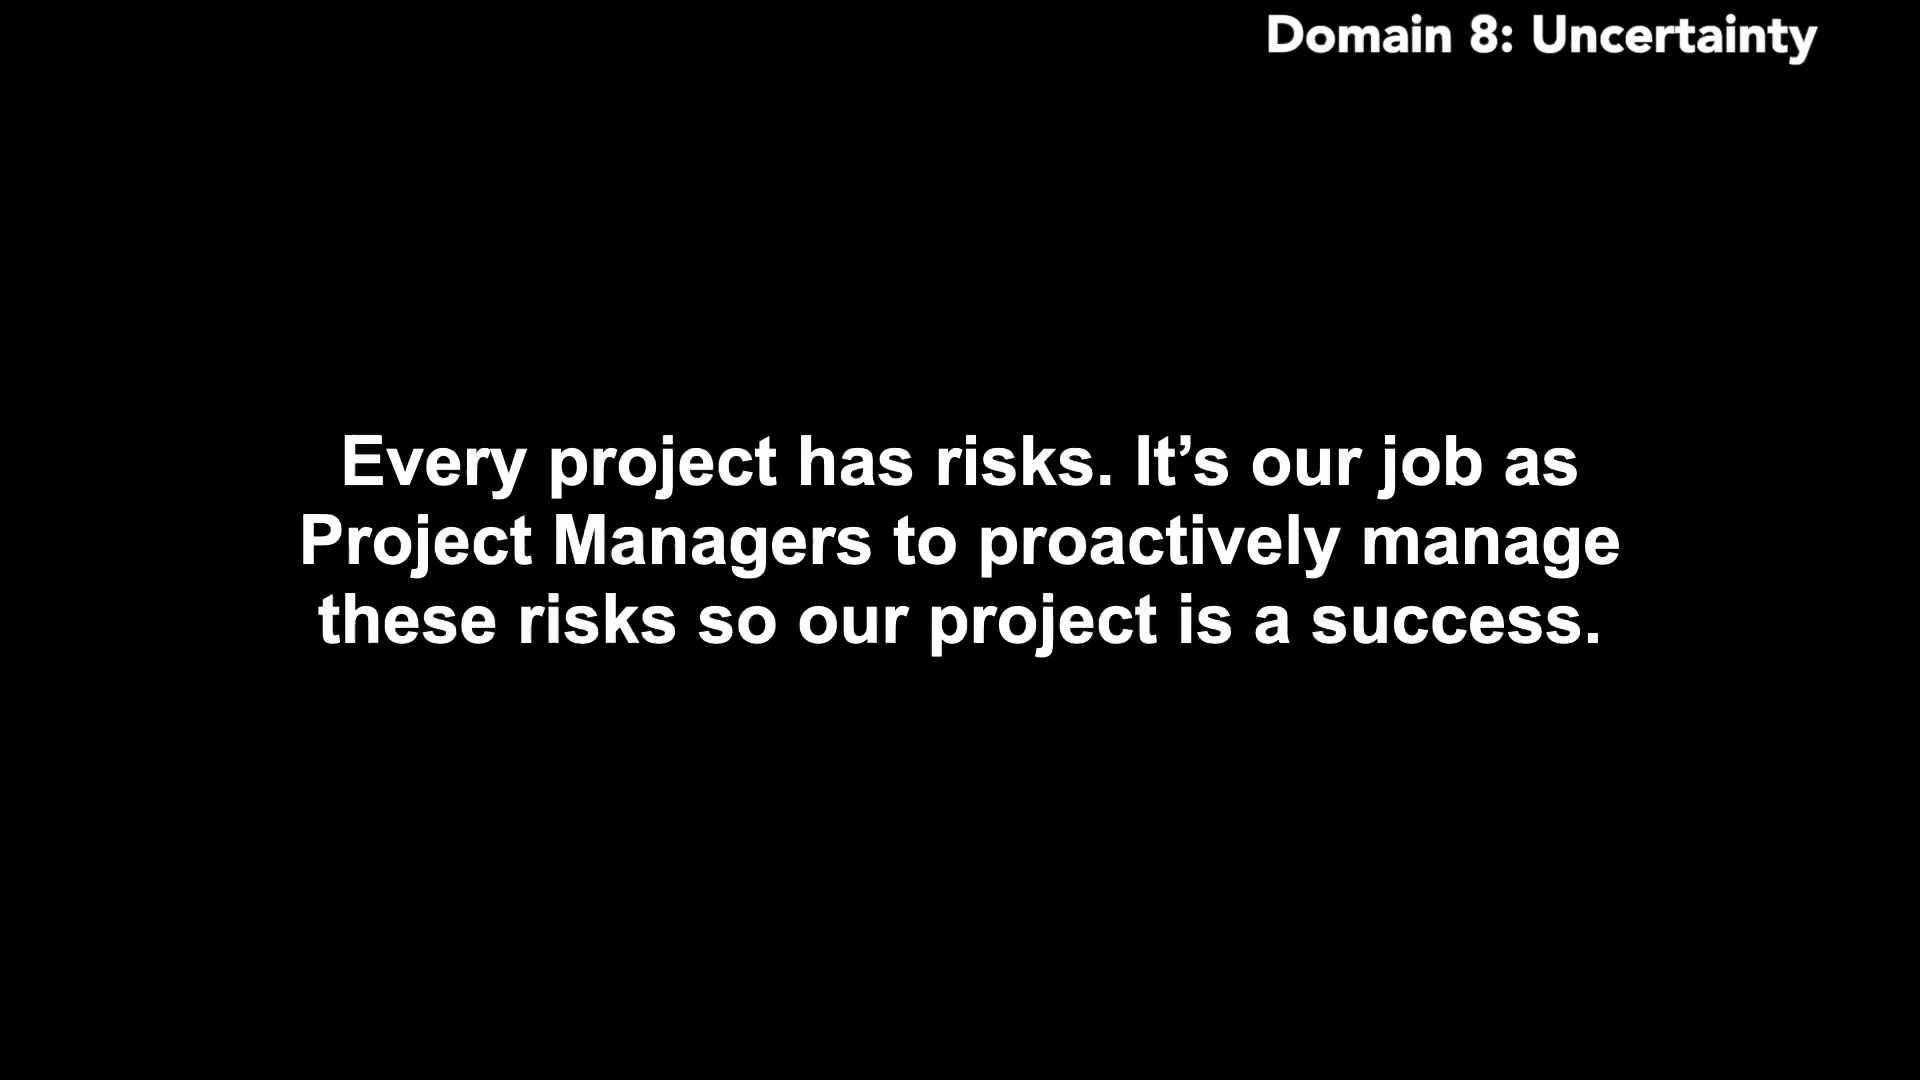 Domain 8: Uncertainty
Every project has risks. It’s our job as
Project Managers to proactively manage
these risks so our project is a success.